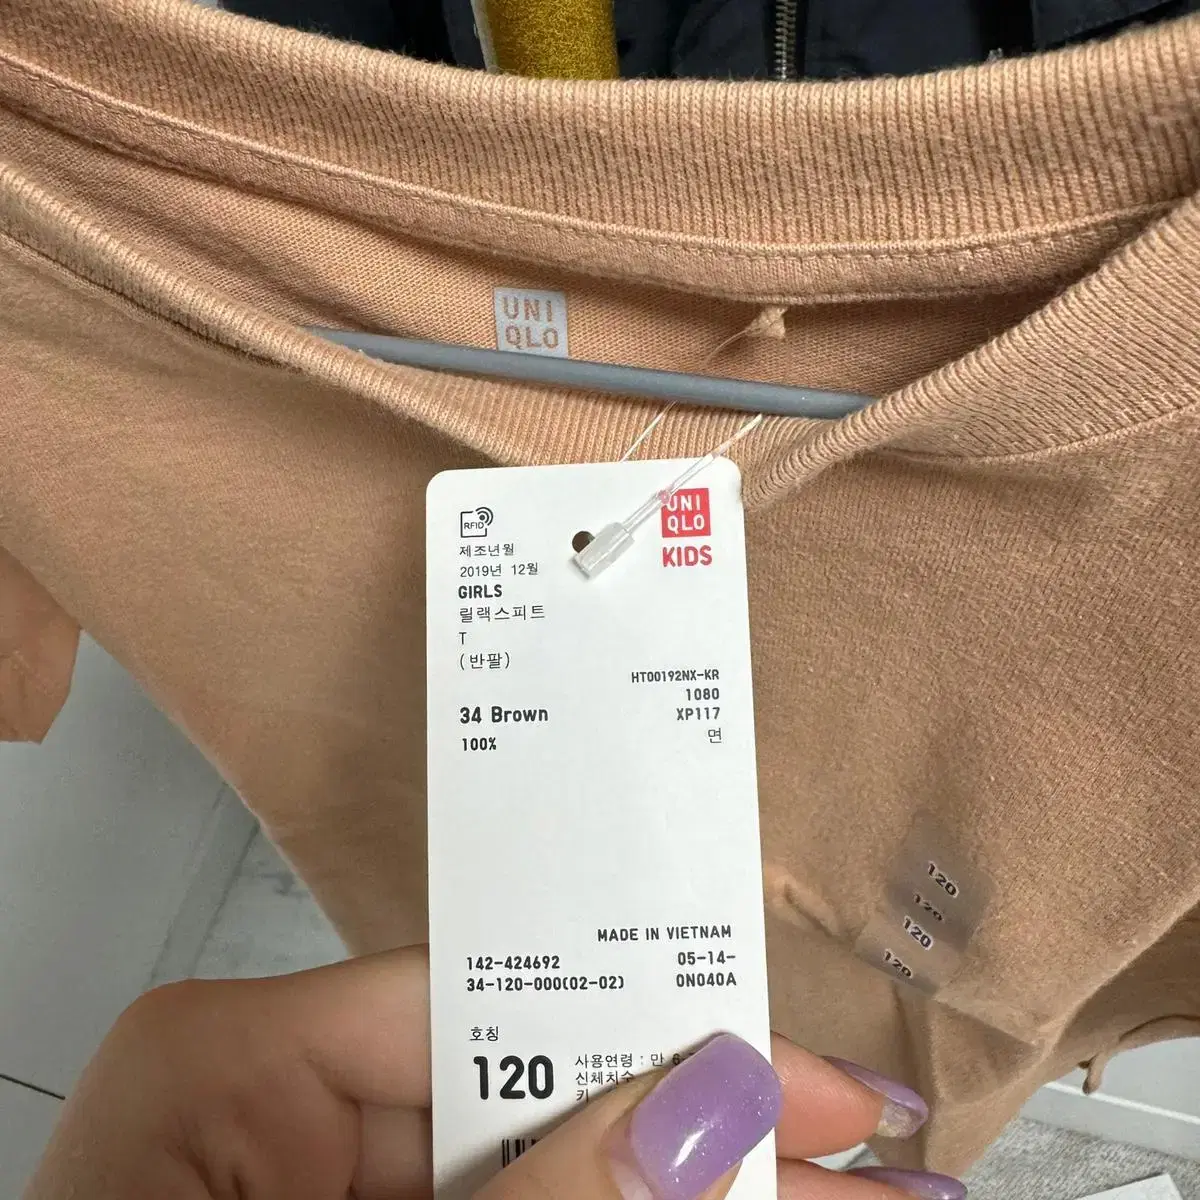 UNI
QLO
RFID
UNI
QLO
KIDS
제조년월
2019년 12월
GIRLS
릴랙스피트
T
(반팔)
HT00192NX-KR
1080
34 Brown
XP117
100%
면
MADE IN VIETNAM
142-424692
05-14-
34-120-000(02-02)
0N040A
호칭
120
사용연령 : 만 6
신체치수
키
120
120
120
120